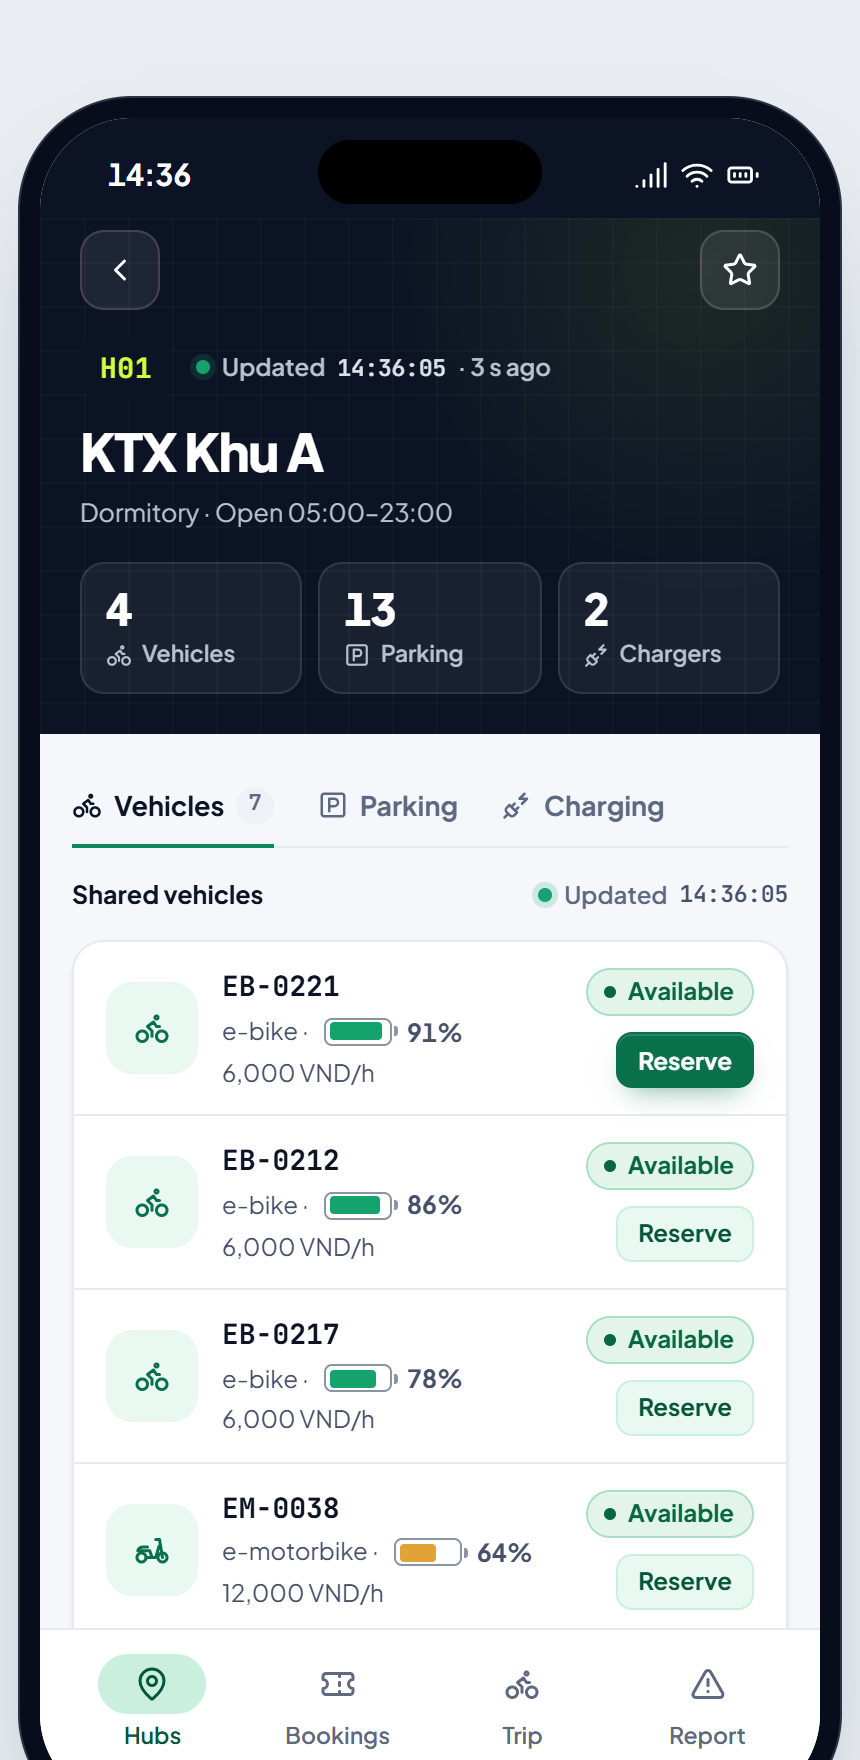 14:36
H01 Updated 14:36:05 · 3 s ago
KTX Khu A
Dormitory · Open 05:00–23:00
4 13 2
Vehicles P Parking Chargers
Vehicles 7 P Parking Charging
Shared vehicles Updated 14:36:05
EB-0221 Available
e-bike · 91%
6,000 VND/h Reserve
EB-0212 Available
e-bike · 86%
6,000 VND/h Reserve
EB-0217 Available
e-bike · 78%
6,000 VND/h Reserve
EM-0038 Available
e-motorbike · 64%
12,000 VND/h Reserve
Hubs Bookings Trip Report